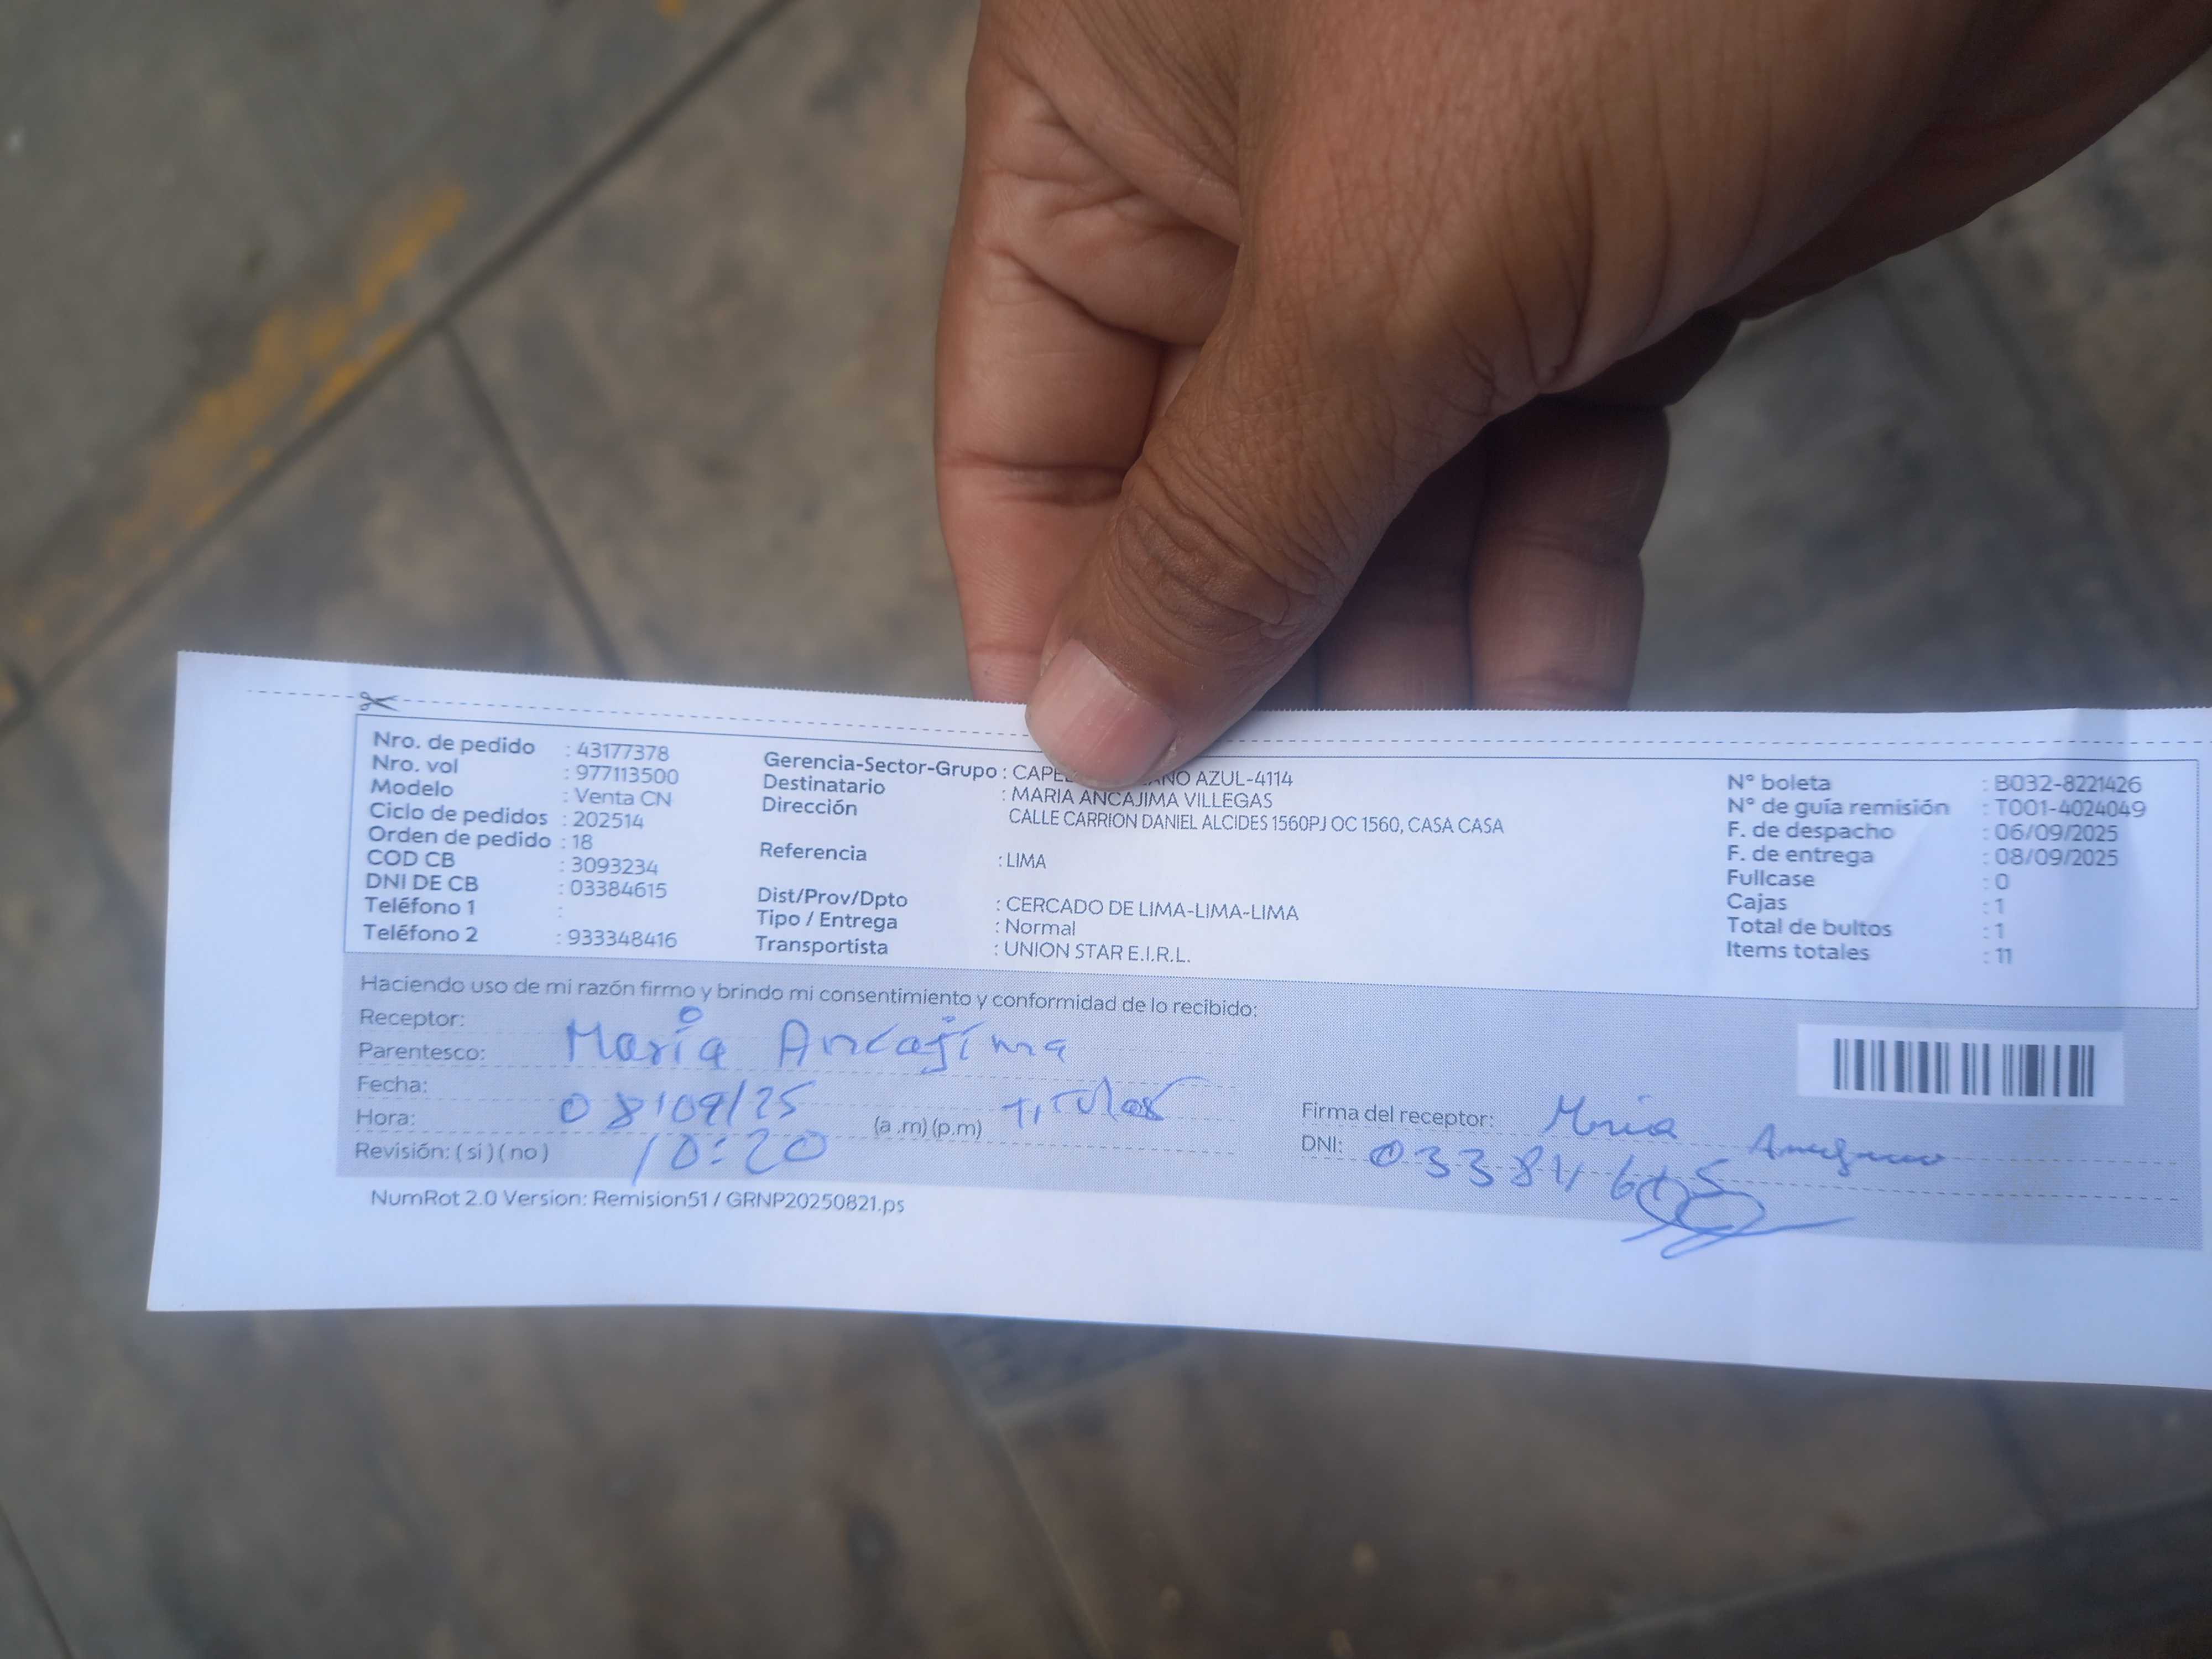 Nro. de pedido : 43177378
Nro. vol : 977113500
Modelo : Venta CN
Ciclo de pedidos : 202514
Orden de pedido : 18
COD CB : 3093234
DNI DE CB : 03384615
Teléfono 1 :
Teléfono 2 : 933348416
Gerencia-Sector-Grupo : AZUL-4114
Destinatario : MARIA ANCAJIMA VILLEGAS
Dirección CALLE CARRION DANIEL ALCIDES 1560PJ OC 1560, CASA CASA
Referencia : LIMA
Dist/Prov/Dpto : CERCADO DE LIMA-LIMA-LIMA
Tipo / Entrega : Normal
Transportista : UNION STAR E.I.R.L.
N° boleta : B032-8221426
N° de guía remisión : T001-4024049
F. de despacho : 06/09/2025
F. de entrega : 08/09/2025
Fullcase : 0
Cajas : 1
Total de bultos : 1
Items totales : 11
Haciendo uso de mi razón firmo y brindo mi consentimiento y conformidad de lo recibido:
Receptor: María Ancajima
Parentesco: Titular
Fecha: 08/09/25
Hora: 10:20 (a .m) (p.m)
Revisión: ( si ) ( no )
Firma del receptor: Maria
DNI: 03384615
NumRot 2.0 Version: Remision51 / GRNP20250821.ps